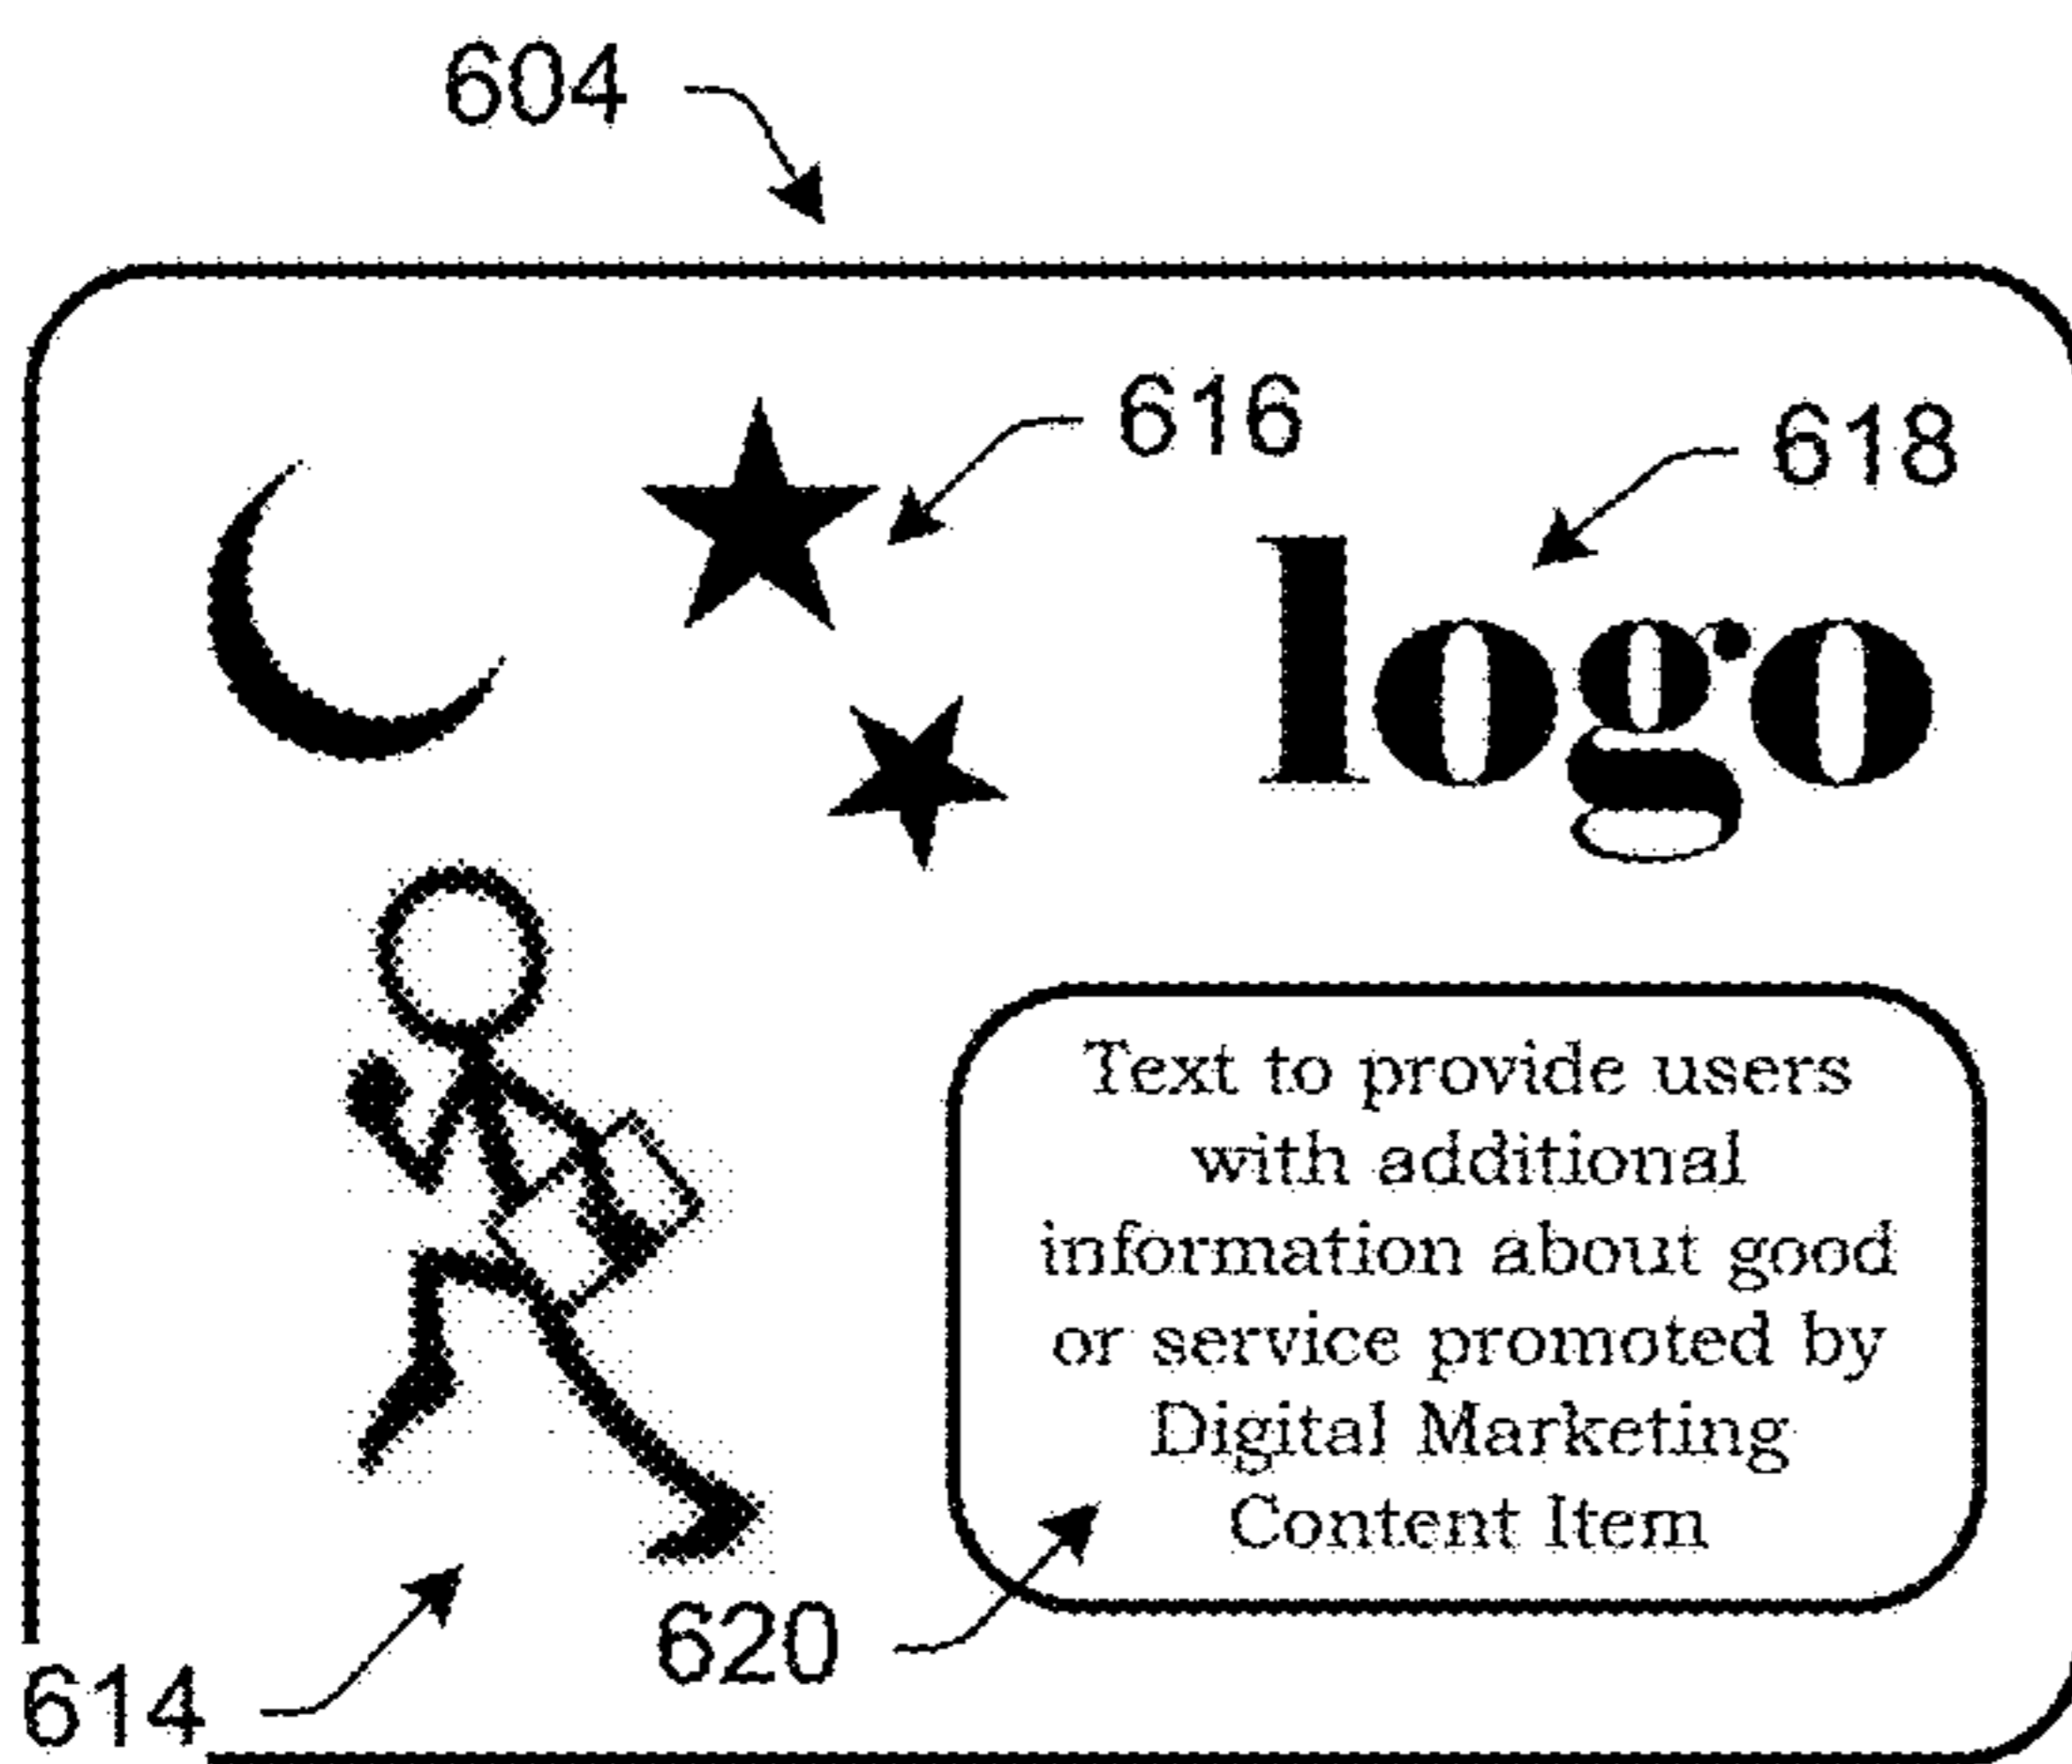 604
616
618
logo
Text to provide users
with additional
information about good
or service promoted by
Digital Marketing
Content Item
620
614